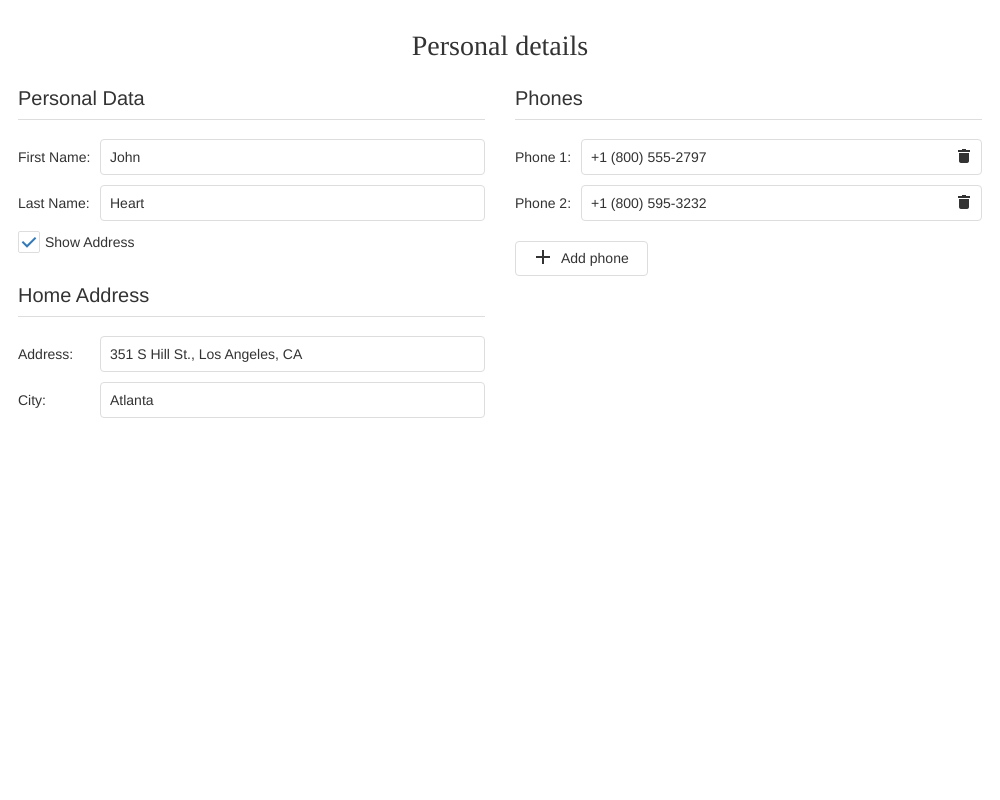 Personal details
Personal Data
First Name: John
Last Name: Heart
Show Address
Home Address
Address: 351 S Hill St., Los Angeles, CA
City: Atlanta
Phones
Phone 1: +1 (800) 555-2797
Phone 2: +1 (800) 595-3232
Add phone